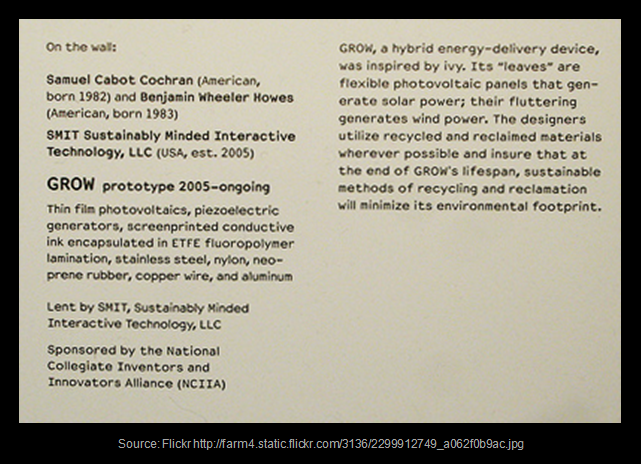 On the wall:
Samuel Cabot Cochran (American,
born 1982) and Benjamin Wheeler Howes
(American, born 1983)
SMIT Sustainably Minded Interactive
Technology, LLC (USA, est. 2005)
GROW prototype 2005-ongoing
Thin film photovoltaics, piezoelectric
generators, screenprinted conductive
ink encapsulated in ETFE fluoropolymer
lamination, stainless steel, nylon, neo-
prene rubber, copper wire, and aluminum
Lent by SMIT, Sustainably Minded
Interactive Technology, LLC
Sponsored by the National
Collegiate Inventors and
Innovators Alliance (NCIIA)
GROW, a hybrid energy-delivery device,
was inspired by ivy. Its "leaves" are
flexible photovoltaic panels that gen-
erate solar power; their fluttering
generates wind power. The designers
utilize recycled and reclaimed materials
wherever possible and insure that at
the end of GROW's lifespan, sustainable
methods of recycling and reclamation
will minimize its environmental footprint.
Source: Flickr http://farm4.static.flickr.com/3136/2299912749_a062f0b9ac.jpg